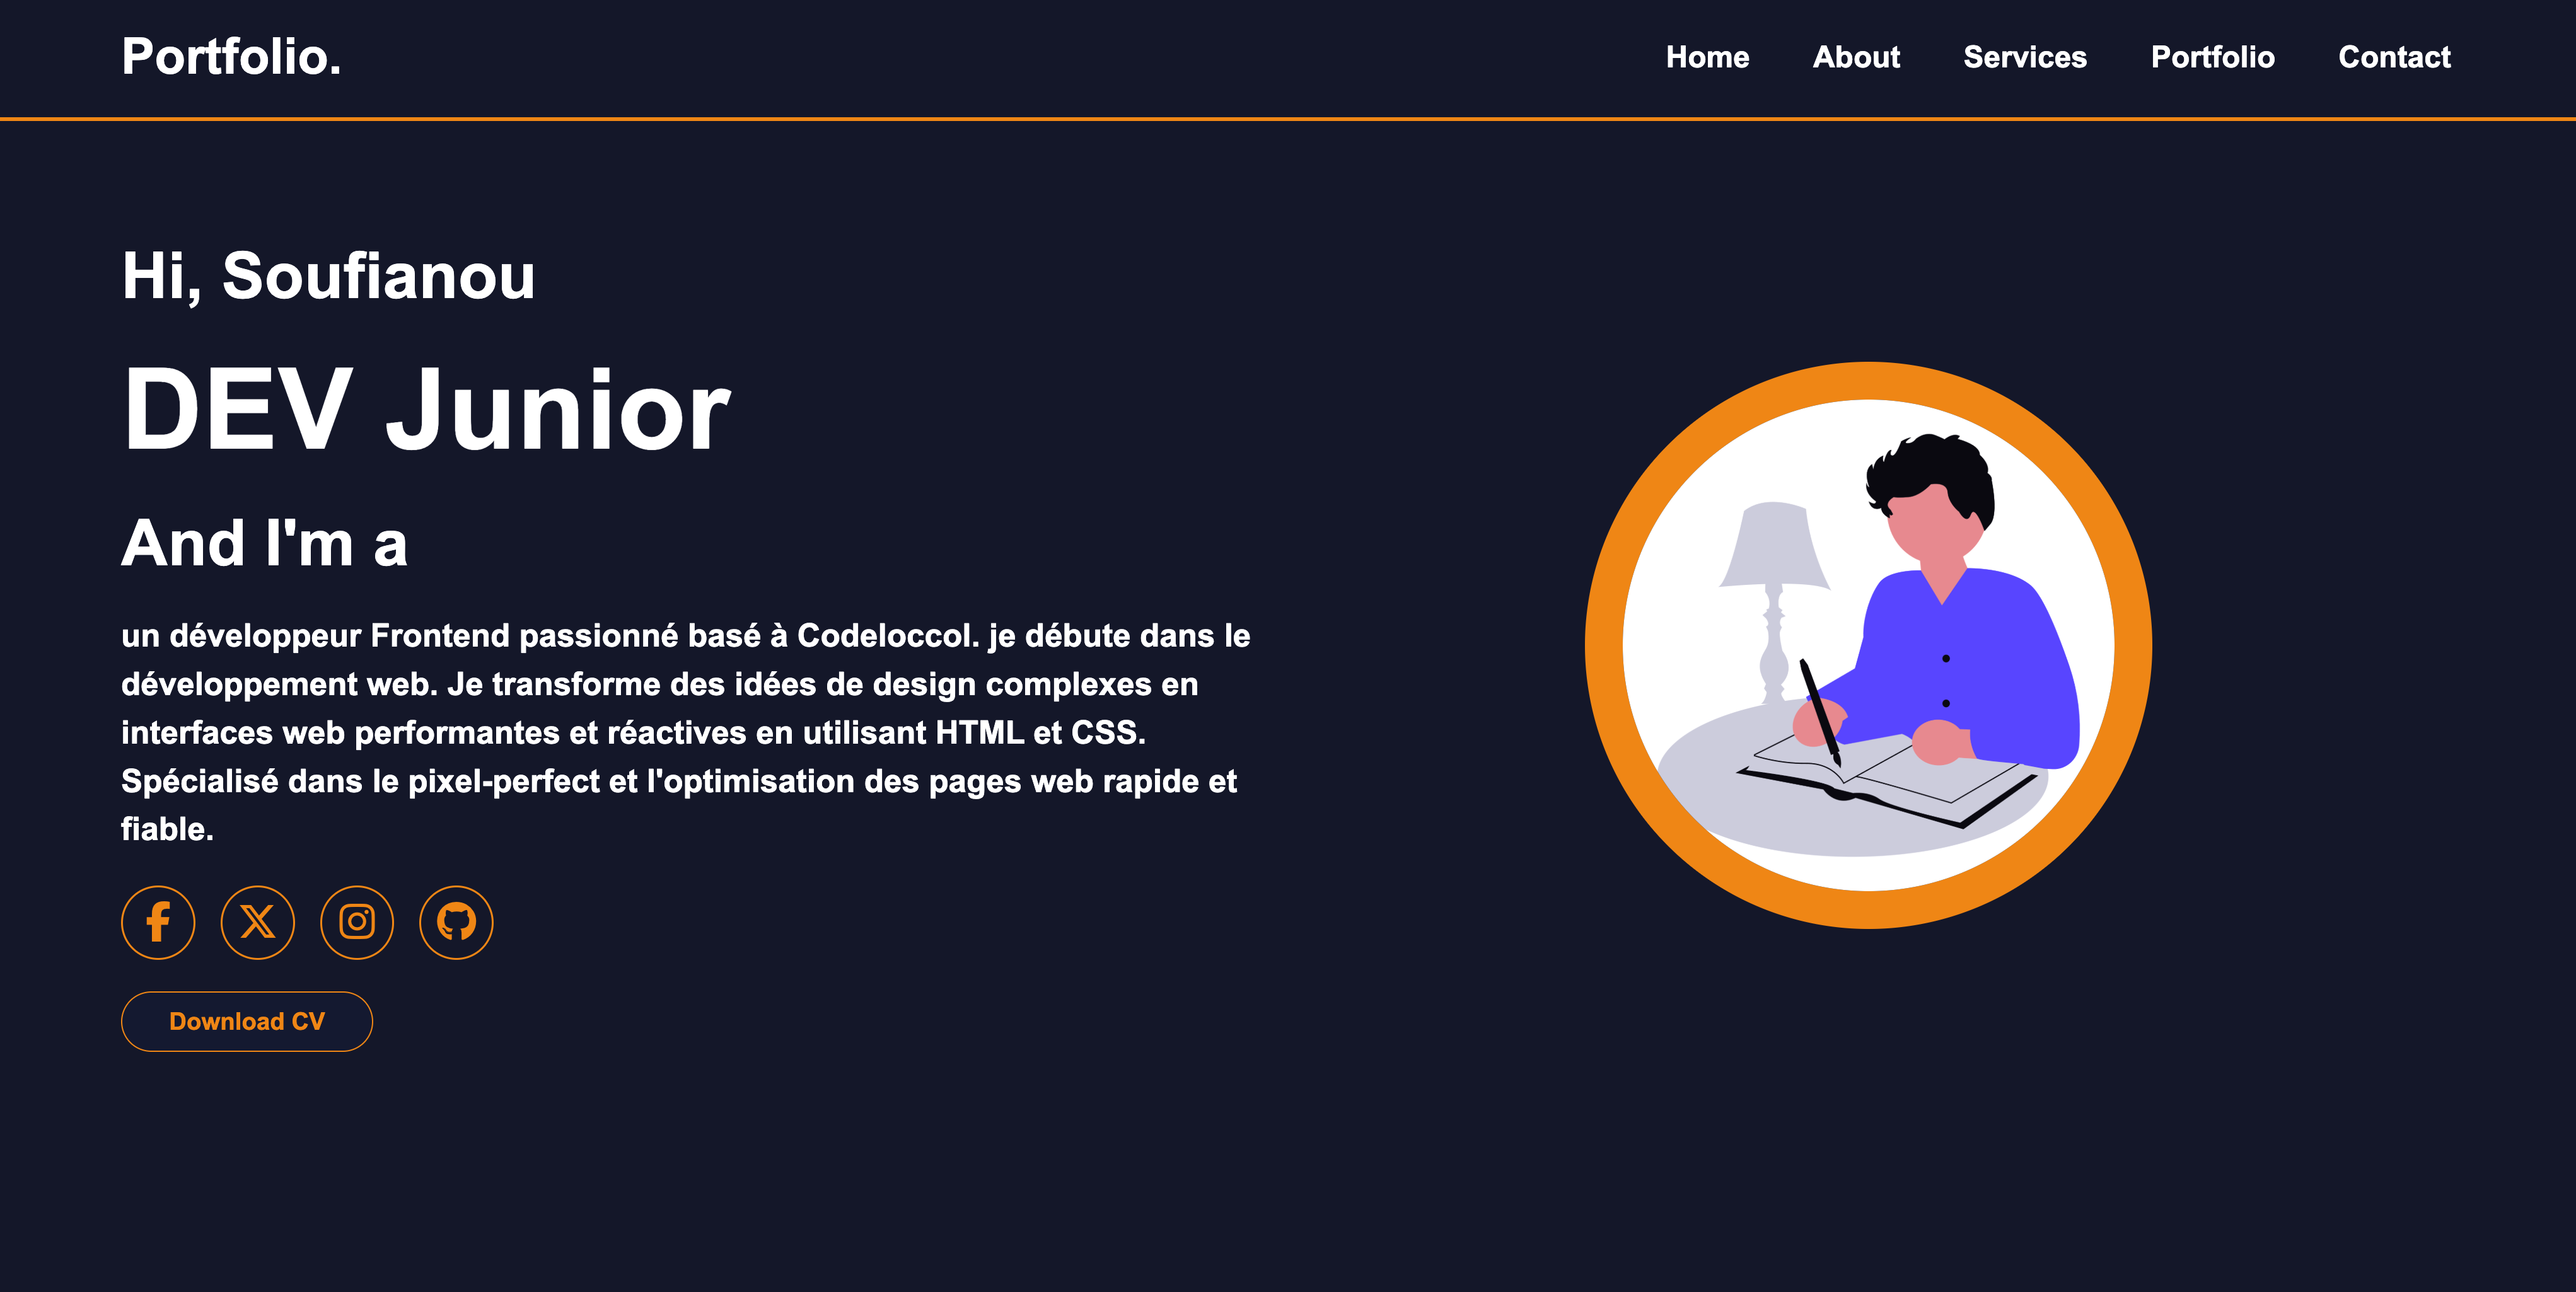 Portfolio.
Home About Services Portfolio Contact
Hi, Soufianou
DEV Junior
And I'm a
un développeur Frontend passionné basé à Codeloccol. je débute dans le
développement web. Je transforme des idées de design complexes en
interfaces web performantes et réactives en utilisant HTML et CSS.
Spécialisé dans le pixel-perfect et l'optimisation des pages web rapide et
fiable.
Download CV